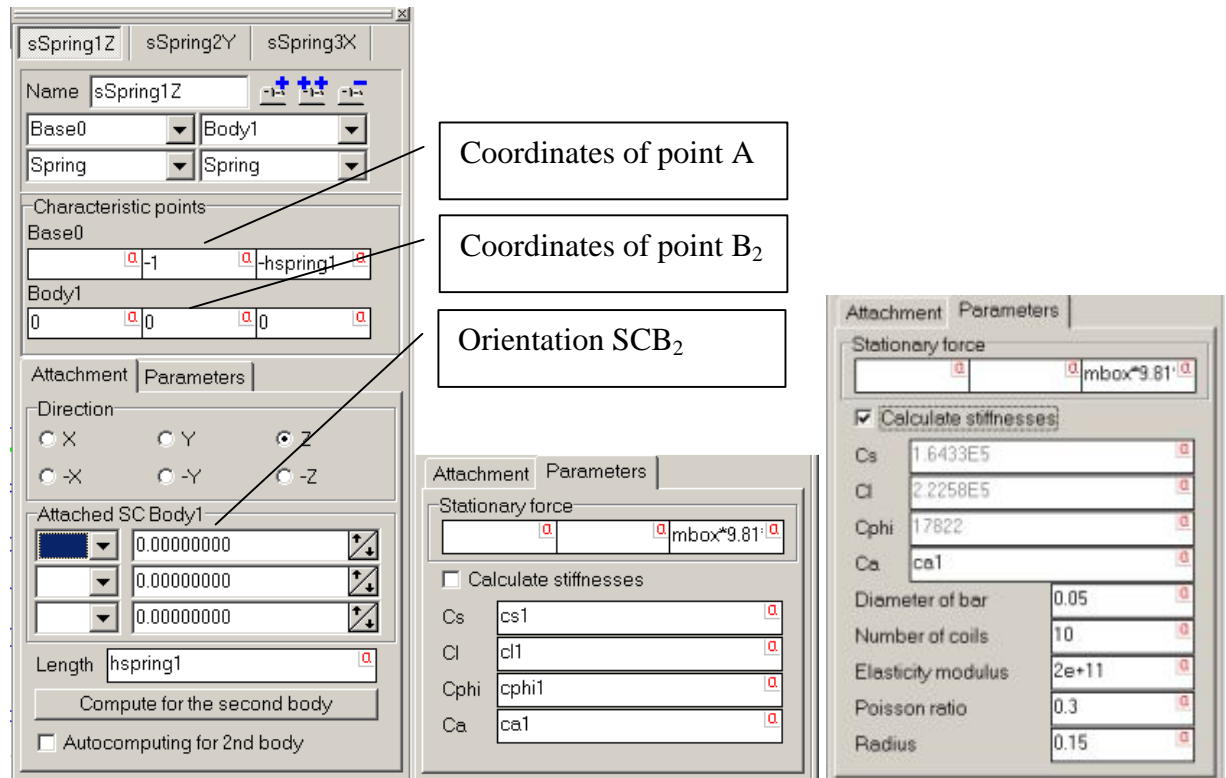 sSpring1Z sSpring2Y sSpring3X
Name sSpring1Z
Base0 Body1
Spring Spring
Characteristic points
Base0
-1 -hspring1
Body1
0 0 0
Attachment Parameters
Direction
X Y Z
-X -Y -Z
Attached SC Body1
0.00000000
0.00000000
0.00000000
Length hspring1
Compute for the second body
Autocomputing for 2nd body
Coordinates of point A
Coordinates of point B₂
Orientation SCB₂
Attachment Parameters
Stationary force
mbox*9.81
Calculate stiffnesses
Cs cs1
Cl cl1
Cphi cphi1
Ca ca1
Attachment Parameters
Stationary force
mbox*9.81
Calculate stiffnesses
Cs 1.6433E5
Cl 2.2258E5
Cphi 17822
Ca ca1
Diameter of bar 0.05
Number of coils 10
Elasticity modulus 2e+11
Poisson ratio 0.3
Radius 0.15